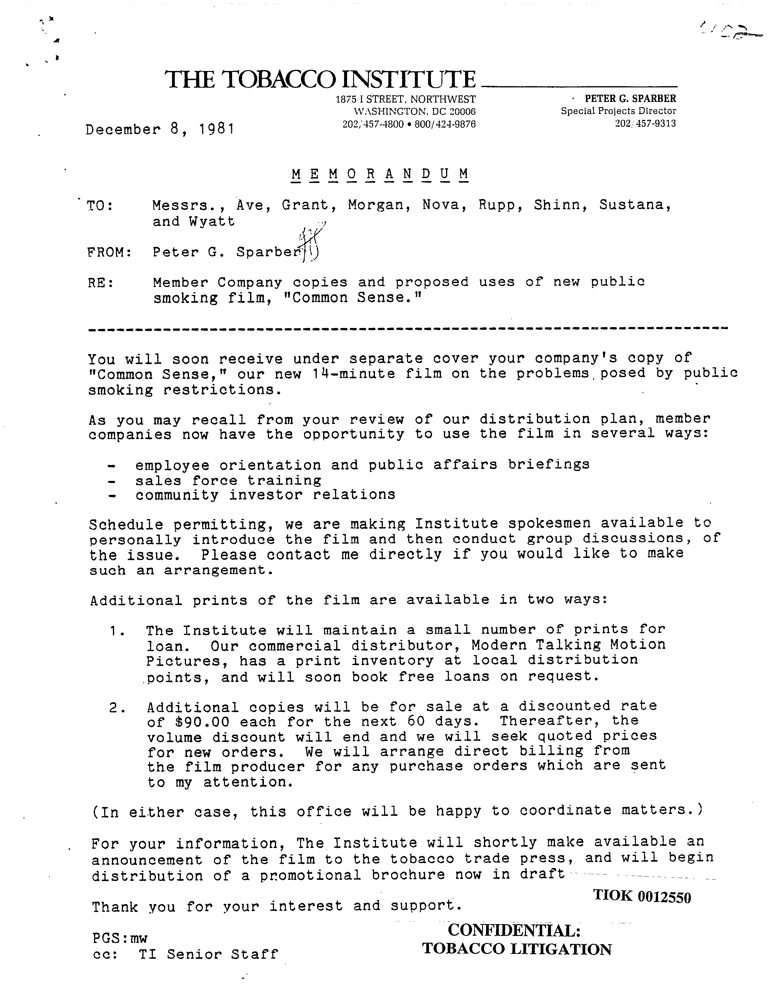 THE TOBACCO INSTITUTE
1875 I STREET, NORTHWEST
WASHINGTON, DC 20006
202/457-4800 • 800/424-9876
PETER G. SPARBER
Special Projects Director
202/457-9313
December 8, 1981
MEMORANDUM
TO: Messrs., Ave, Grant, Morgan, Nova, Rupp, Shinn, Sustana,
and Wyatt
FROM: Peter G. Sparber
RE: Member Company copies and proposed uses of new public
smoking film, "Common Sense."
You will soon receive under separate cover your company's copy of
"Common Sense," our new 14-minute film on the problems posed by public
smoking restrictions.
As you may recall from your review of our distribution plan, member
companies now have the opportunity to use the film in several ways:
- employee orientation and public affairs briefings
- sales force training
- community investor relations
Schedule permitting, we are making Institute spokesmen available to
personally introduce the film and then conduct group discussions, of
the issue. Please contact me directly if you would like to make
such an arrangement.
Additional prints of the film are available in two ways:
1. The Institute will maintain a small number of prints for
loan. Our commercial distributor, Modern Talking Motion
Pictures, has a print inventory at local distribution
points, and will soon book free loans on request.
2. Additional copies will be for sale at a discounted rate
of $90.00 each for the next 60 days. Thereafter, the
volume discount will end and we will seek quoted prices
for new orders. We will arrange direct billing from
the film producer for any purchase orders which are sent
to my attention.
(In either case, this office will be happy to coordinate matters.)
For your information, The Institute will shortly make available an
announcement of the film to the tobacco trade press, and will begin
distribution of a promotional brochure now in draft
TIOK 0012550
Thank you for your interest and support.
CONFIDENTIAL:
TOBACCO LITIGATION
PGS:mw
cc: TI Senior Staff